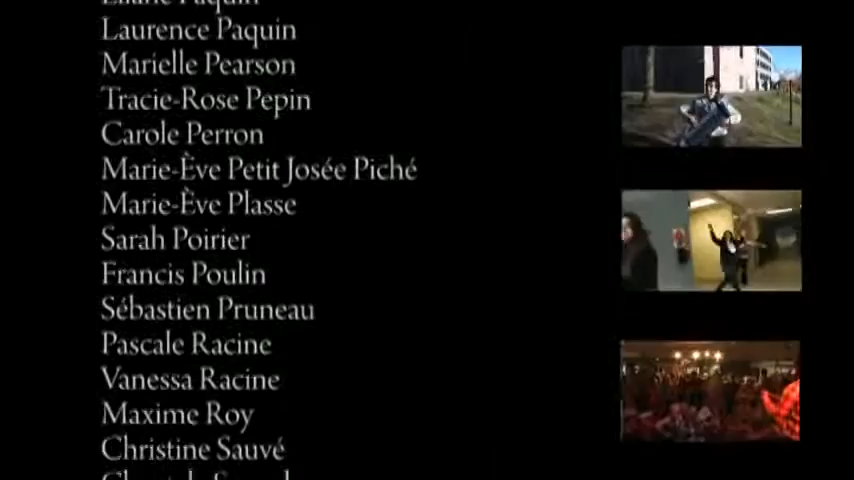 Laurence Paquin
Marielle Pearson
Tracie-Rose Pepin
Carole Perron
Marie-Ève Petit Josée Piché
Marie-Ève Plasse
Sarah Poirier
Francis Poulin
Sébastien Pruneau
Pascale Racine
Vanessa Racine
Maxime Roy
Christine Sauvé